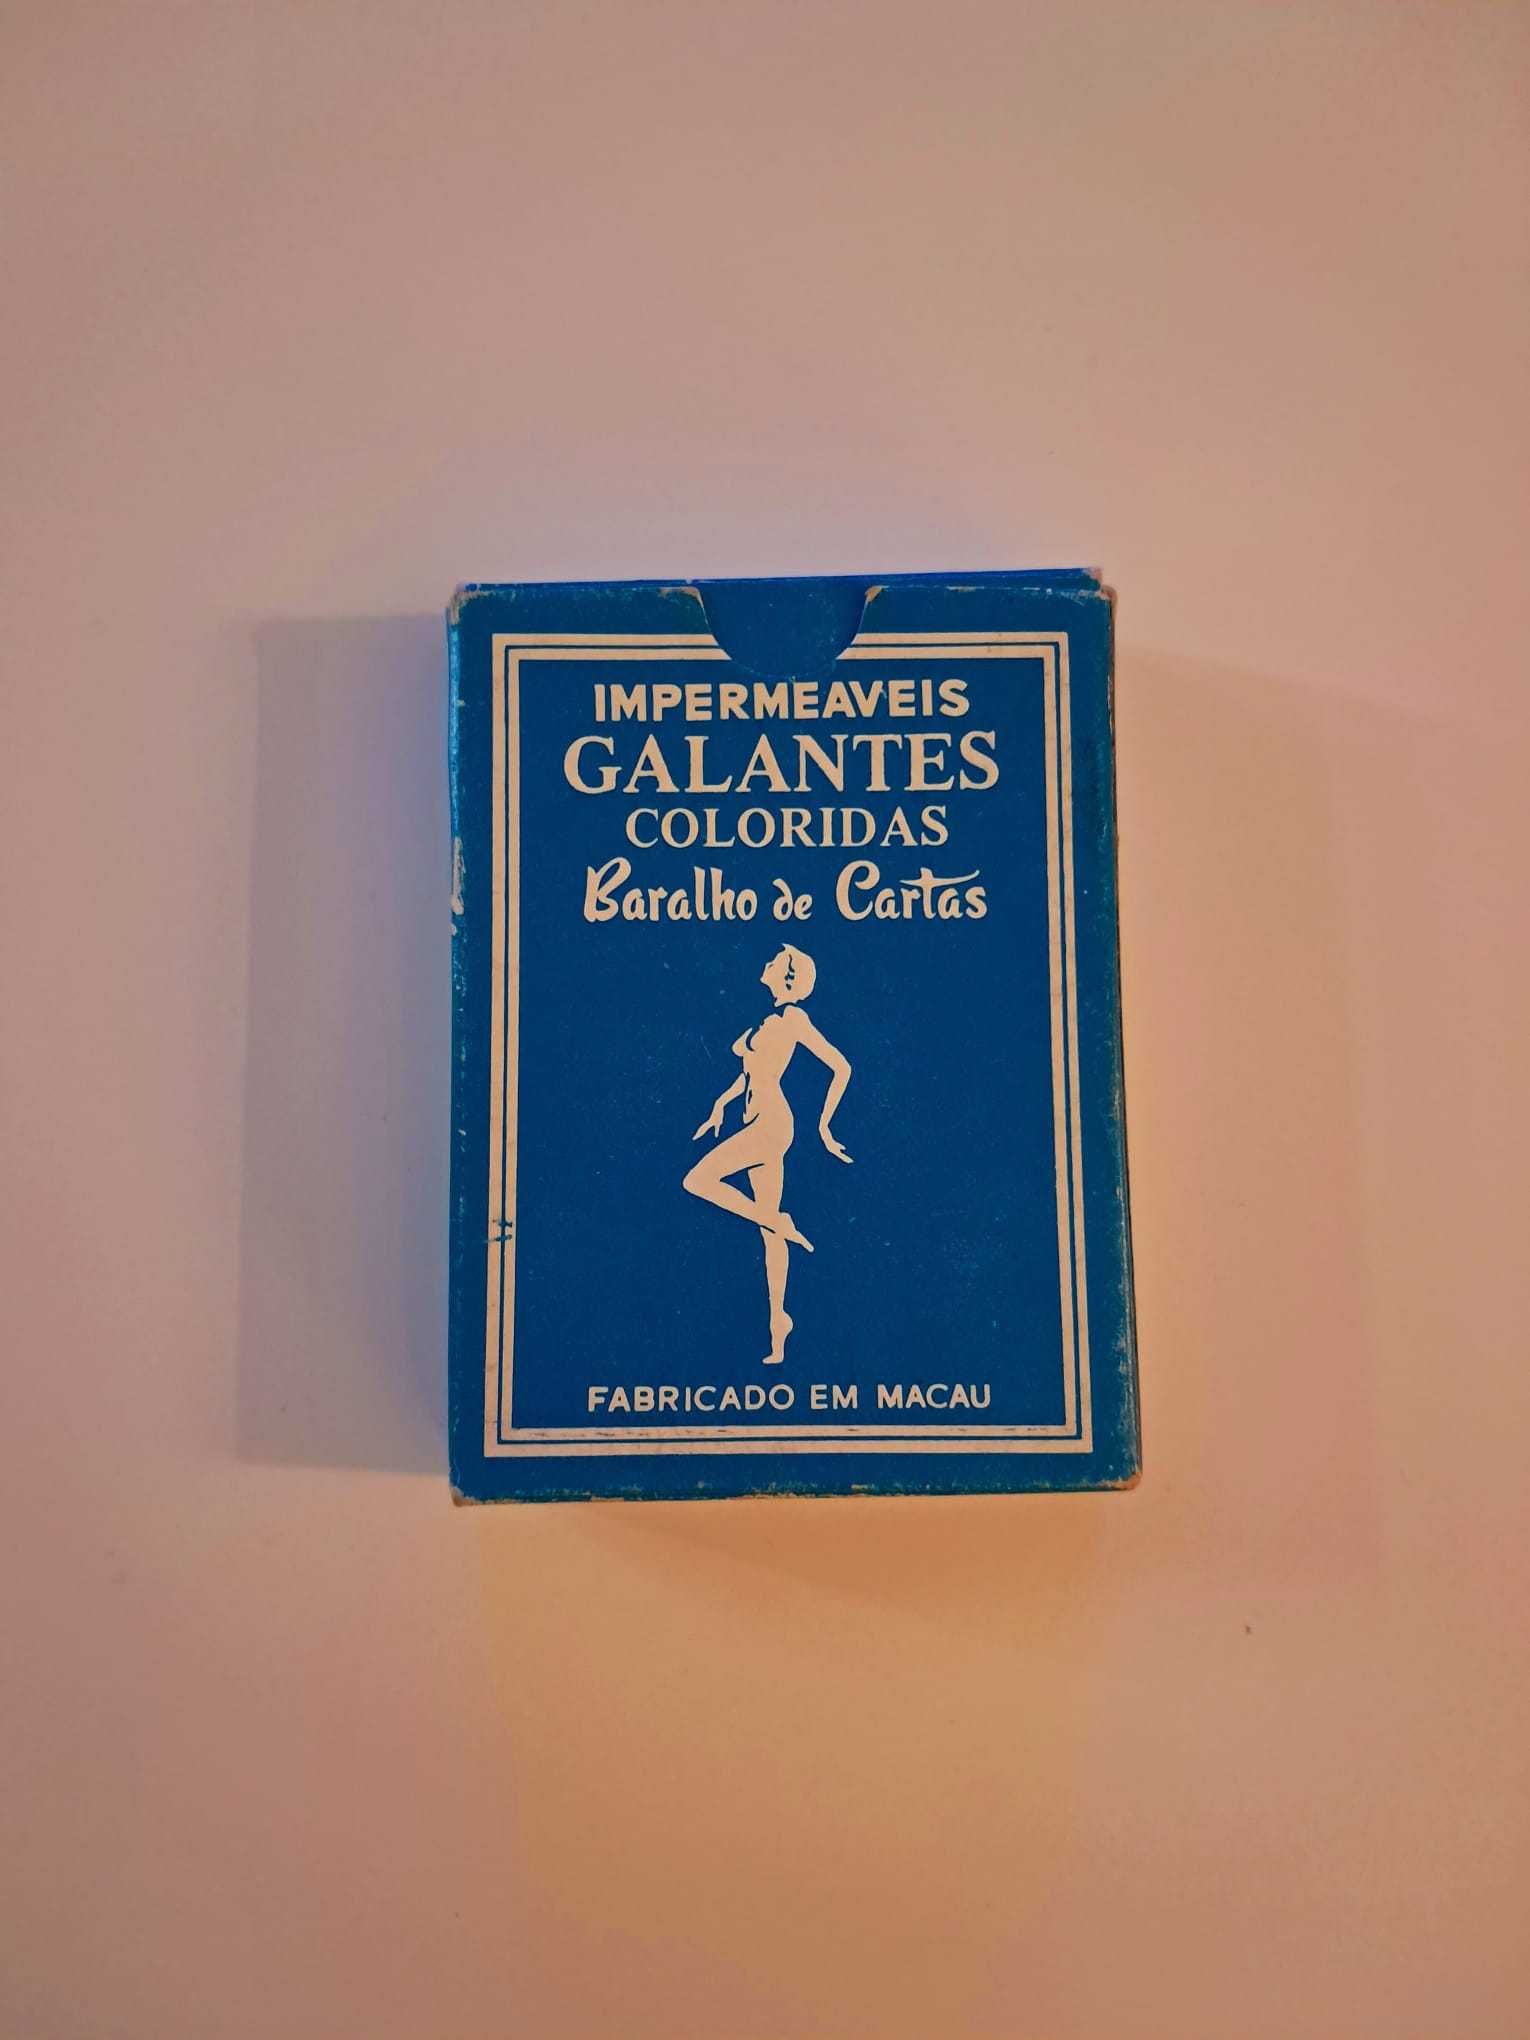 IMPERMEAVEIS
GALANTES
COLORIDAS
Baralho de Cartas
FABRICADO EM MACAU